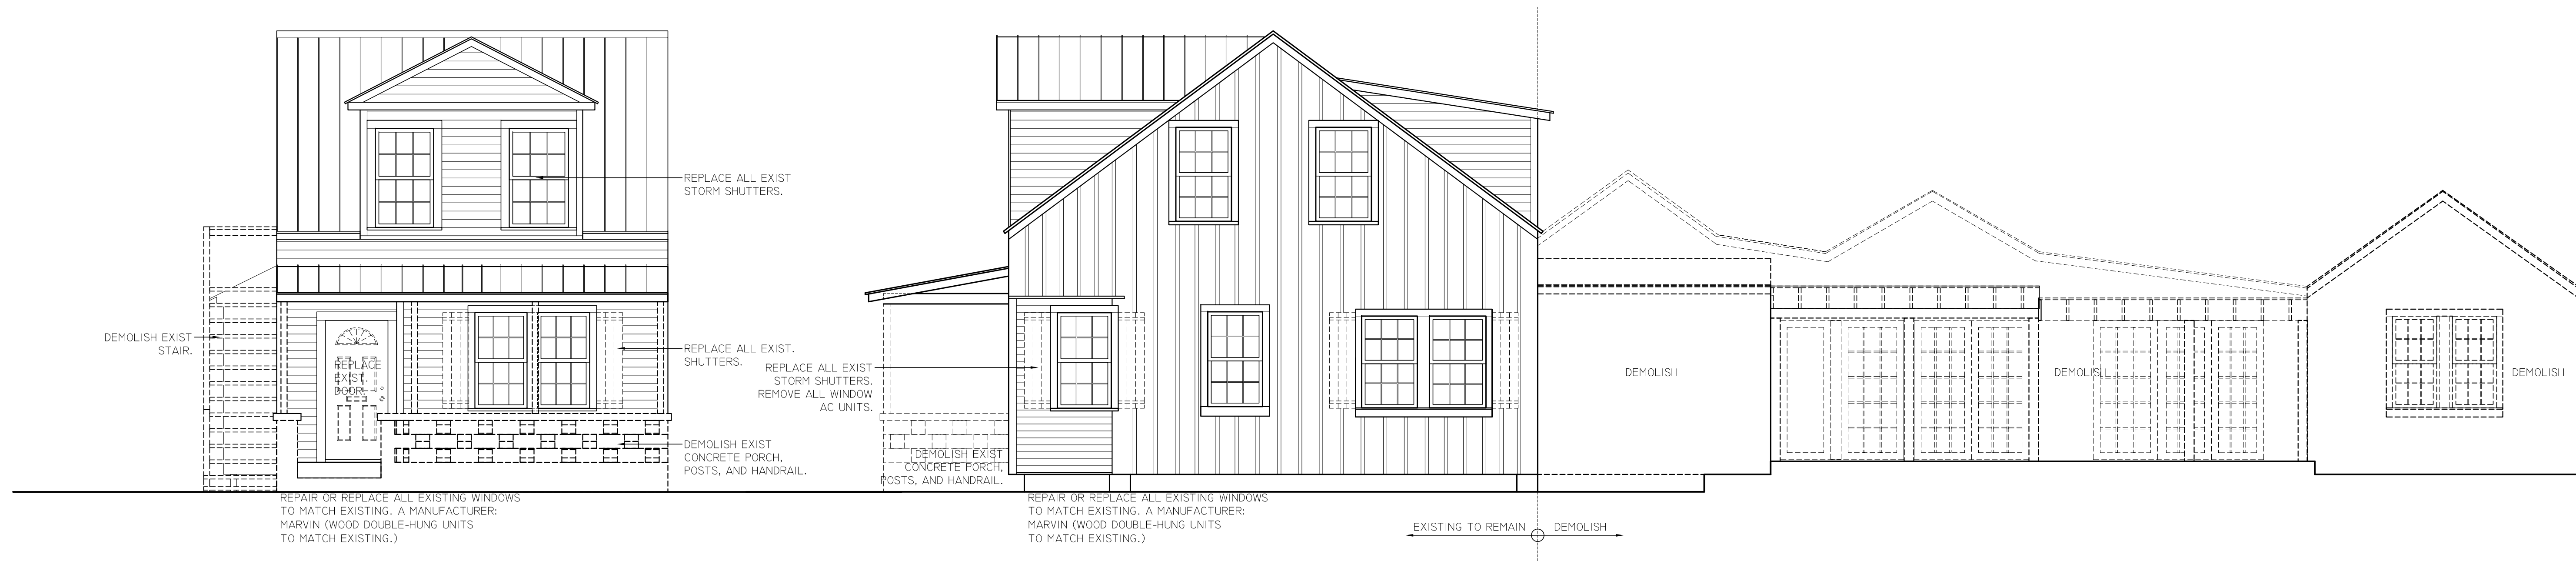 REPLACE ALL EXIST
STORM SHUTTERS.
DEMOLISH EXIST
STAIR.
REPLACE
EXIST
DOOR.
REPLACE ALL EXIST.
SHUTTERS.
DEMOLISH EXIST
CONCRETE PORCH,
POSTS, AND HANDRAIL.
REPAIR OR REPLACE ALL EXISTING WINDOWS
TO MATCH EXISTING. A MANUFACTURER:
MARVIN (WOOD DOUBLE-HUNG UNITS
TO MATCH EXISTING.)
REPLACE ALL EXIST
STORM SHUTTERS.
REMOVE ALL WINDOW
AC UNITS.
DEMOLISH EXIST
CONCRETE PORCH,
POSTS, AND HANDRAIL.
REPAIR OR REPLACE ALL EXISTING WINDOWS
TO MATCH EXISTING. A MANUFACTURER:
MARVIN (WOOD DOUBLE-HUNG UNITS
TO MATCH EXISTING.)
EXISTING TO REMAIN
DEMOLISH
DEMOLISH
DEMOLISH
DEMOLISH